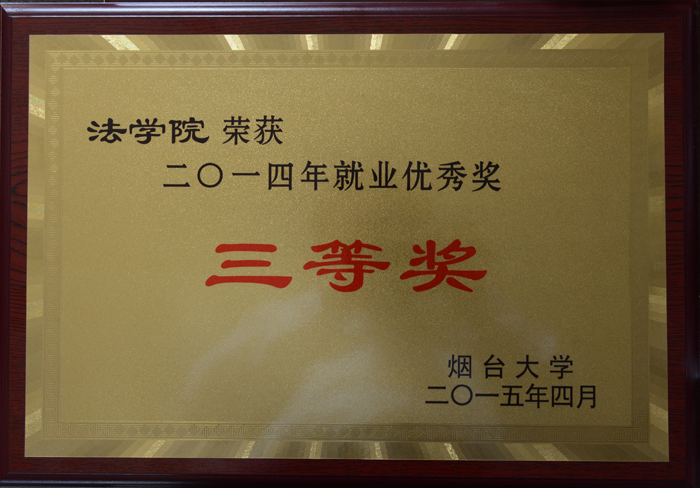 法学院 荣获
二〇一四年就业优秀奖
三等奖
烟台大学
二〇一五年四月